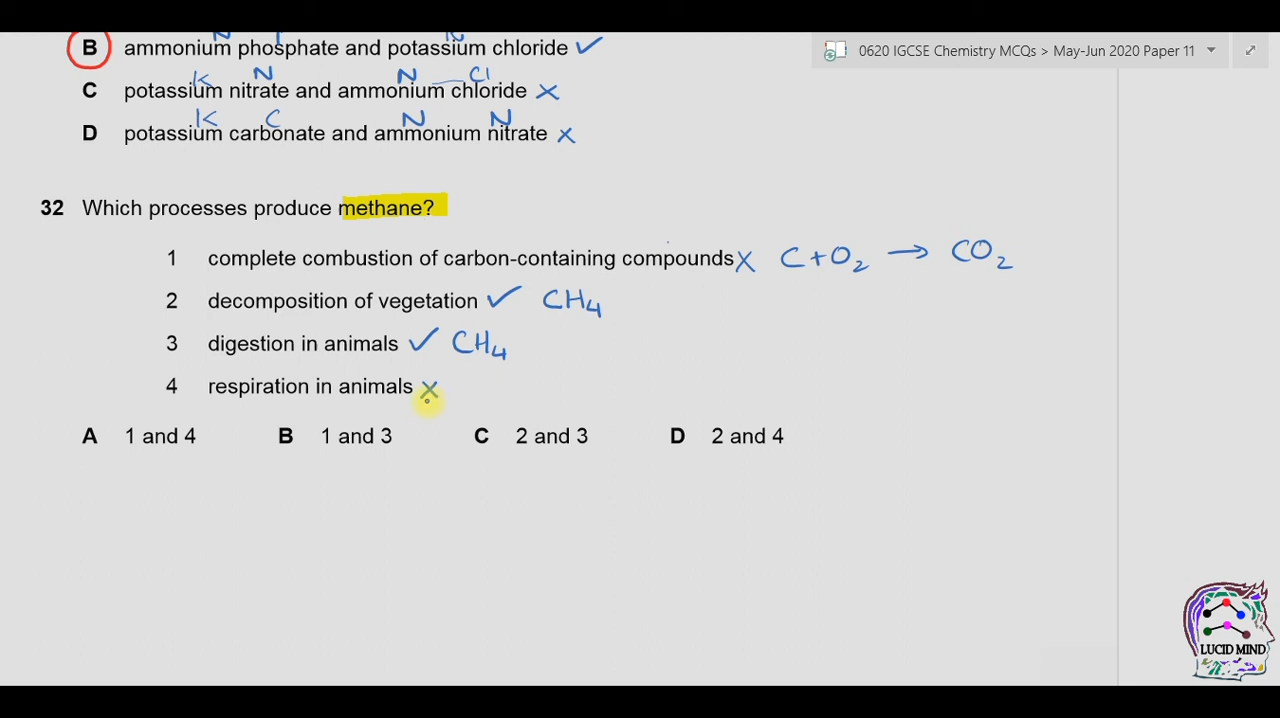 0620 IGCSE Chemistry MCQs > May-Jun 2020 Paper 11
B ammonium phosphate and potassium chloride ✓
K N N Cl
C potassium nitrate and ammonium chloride ✗
K C N N
D potassium carbonate and ammonium nitrate ✗
32 Which processes produce methane?
1 complete combustion of carbon-containing compounds ✗ C + O₂ → CO₂
2 decomposition of vegetation ✓ CH₄
3 digestion in animals ✓ CH₄
4 respiration in animals ✗
A 1 and 4 B 1 and 3 C 2 and 3 D 2 and 4
LUCID MIND